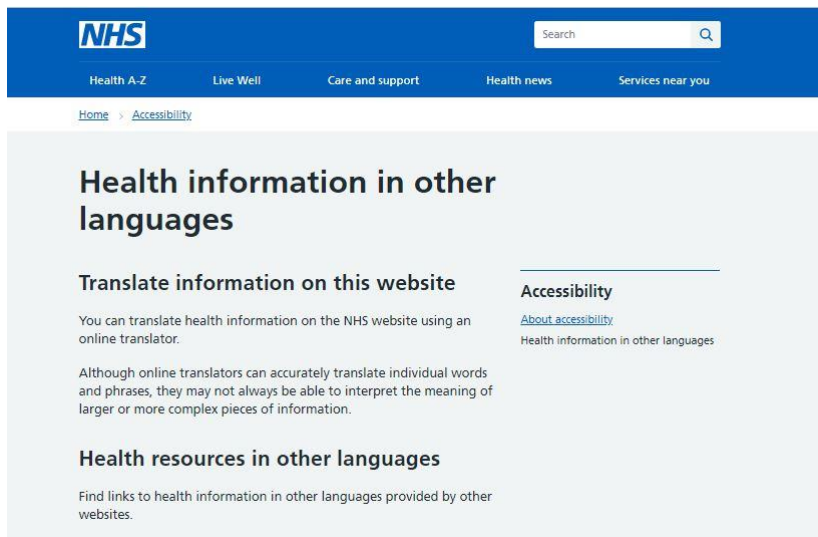 NHS
Search
Health A-Z
Live Well
Care and support
Health news
Services near you
Home > Accessibility
Health information in other
languages
Translate information on this website
You can translate health information on the NHS website using an
online translator.
Although online translators can accurately translate individual words
and phrases, they may not always be able to interpret the meaning of
larger or more complex pieces of information.
Health resources in other languages
Find links to health information in other languages provided by other
websites.
Accessibility
About accessibility
Health information in other languages